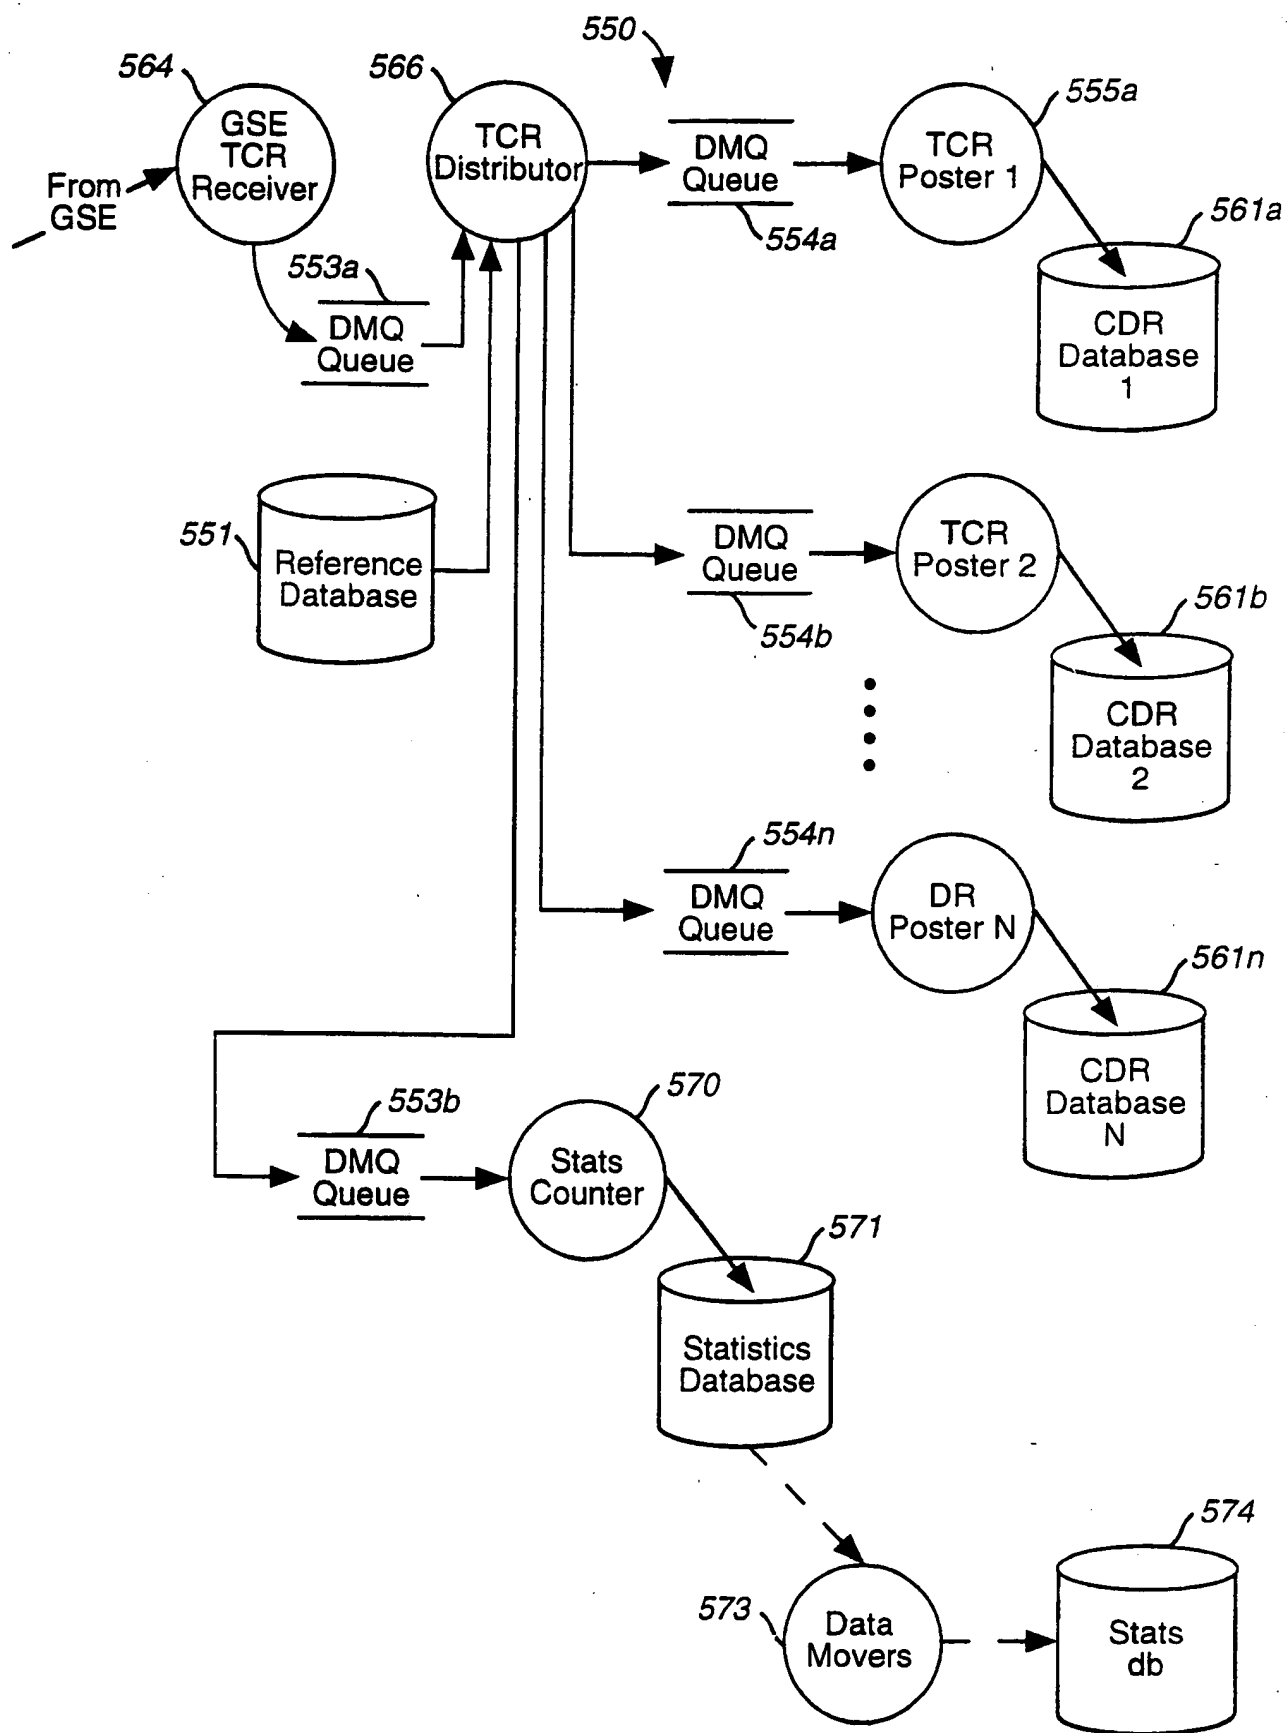 550
564
566
555a
GSE
TCR
Receiver
TCR
Distributor
DMQ
Queue
TCR
Poster 1
From
GSE
554a
561a
553a
DMQ
Queue
CDR
Database
1
551
Reference
Database
DMQ
Queue
TCR
Poster 2
554b
561b
CDR
Database
2
554n
DMQ
Queue
DR
Poster N
561n
CDR
Database
N
553b
570
DMQ
Queue
Stats
Counter
571
Statistics
Database
574
573
Data
Movers
Stats
db